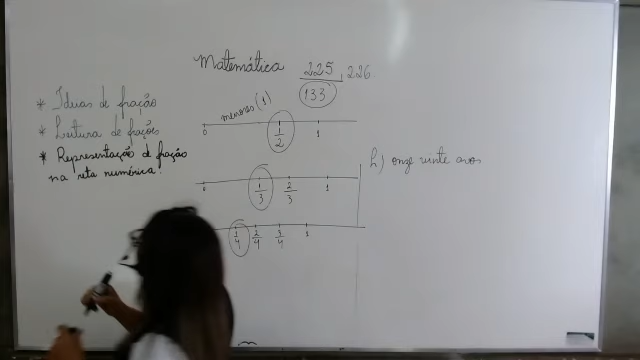 Matemática 225, 226
133
* Ideias de fração
* Leitura de frações
* Representação de fração
na reta numérica.
menores (1)
0 1/2 1
0 1/3 2/3 1
1/4 2/4 3/4 1
h) onze vinte avos